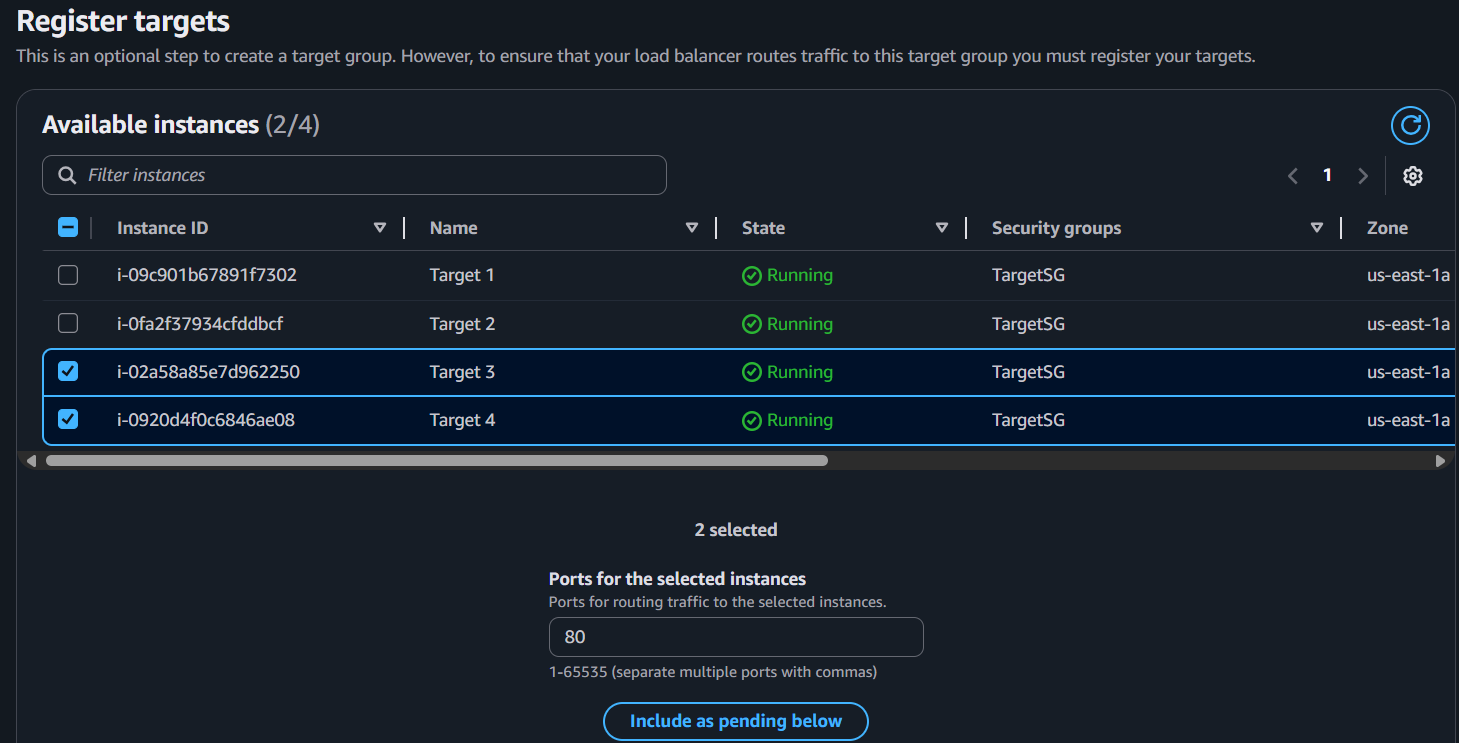 Register targets
This is an optional step to create a target group. However, to ensure that your load balancer routes traffic to this target group you must register your targets.
Available instances (2/4)
Filter instances
1
Instance ID Name State Security groups Zone
i-09c901b67891f7302 Target 1 Running TargetSG us-east-1a
i-0fa2f37934cfddbcf Target 2 Running TargetSG us-east-1a
i-02a58a85e7d962250 Target 3 Running TargetSG us-east-1a
i-0920d4f0c6846ae08 Target 4 Running TargetSG us-east-1a
2 selected
Ports for the selected instances
Ports for routing traffic to the selected instances.
80
1-65535 (separate multiple ports with commas)
Include as pending below